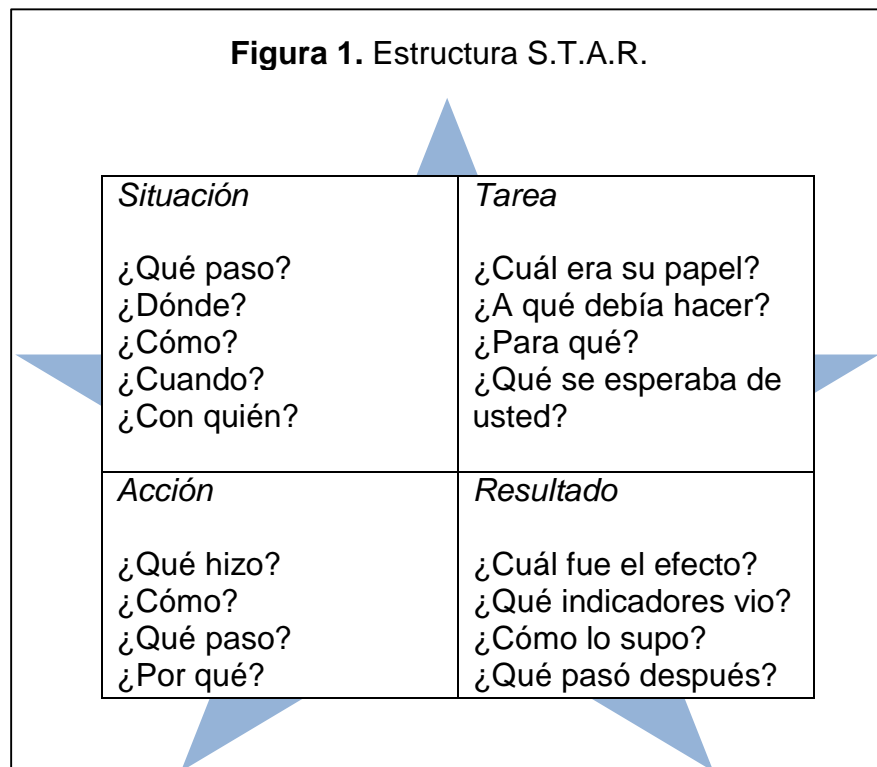 Figura 1. Estructura S.T.A.R.
Situación
¿Qué paso?
¿Dónde?
¿Cómo?
¿Cuando?
¿Con quién?
Tarea
¿Cuál era su papel?
¿A qué debía hacer?
¿Para qué?
¿Qué se esperaba de
usted?
Acción
¿Qué hizo?
¿Cómo?
¿Qué paso?
¿Por qué?
Resultado
¿Cuál fue el efecto?
¿Qué indicadores vio?
¿Cómo lo supo?
¿Qué pasó después?